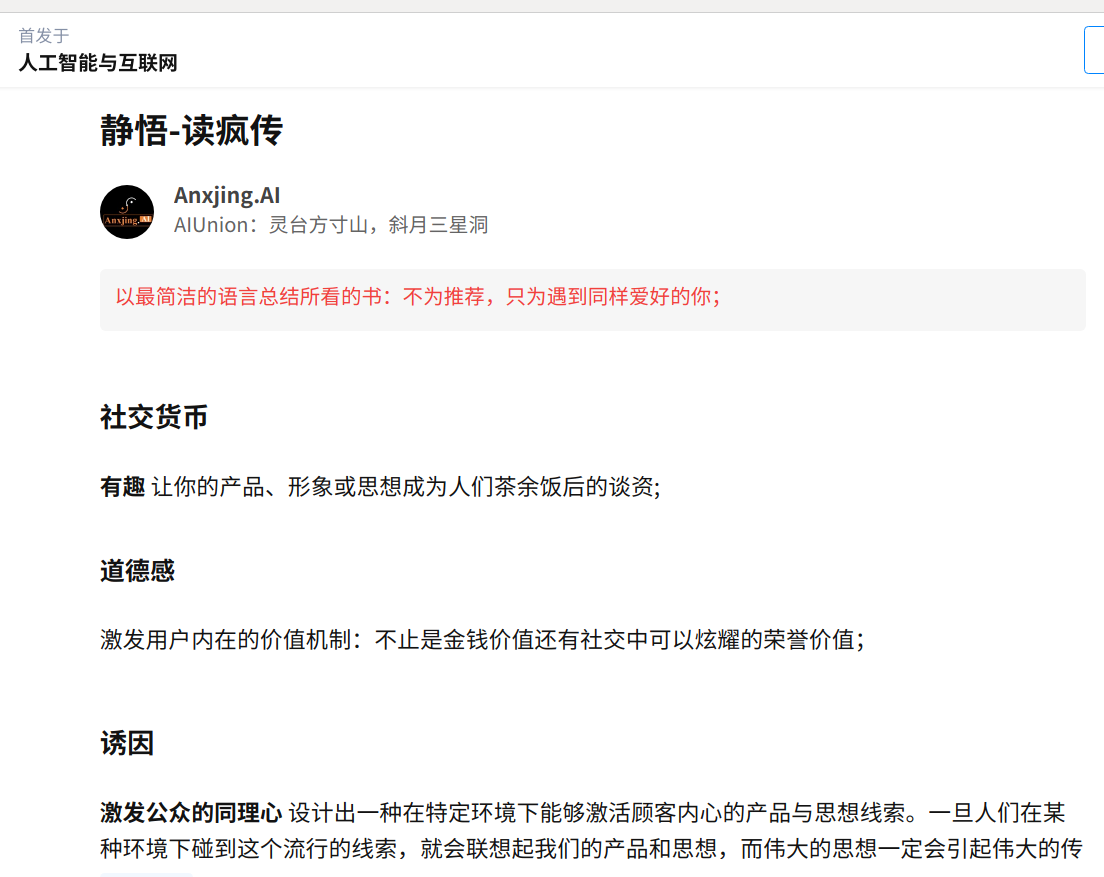 首发于
人工智能与互联网
静悟-读疯传
Anxjing.AI
Anxjing.AI
AIUnion：灵台方寸山，斜月三星洞
以最简洁的语言总结所看的书：不为推荐，只为遇到同样爱好的你；
社交货币
有趣 让你的产品、形象或思想成为人们茶余饭后的谈资;
道德感
激发用户内在的价值机制：不止是金钱价值还有社交中可以炫耀的荣誉价值；
诱因
激发公众的同理心 设计出一种在特定环境下能够激活顾客内心的产品与思想线索。一旦人们在某
种环境下碰到这个流行的线索，就会联想起我们的产品和思想，而伟大的思想一定会引起伟大的传